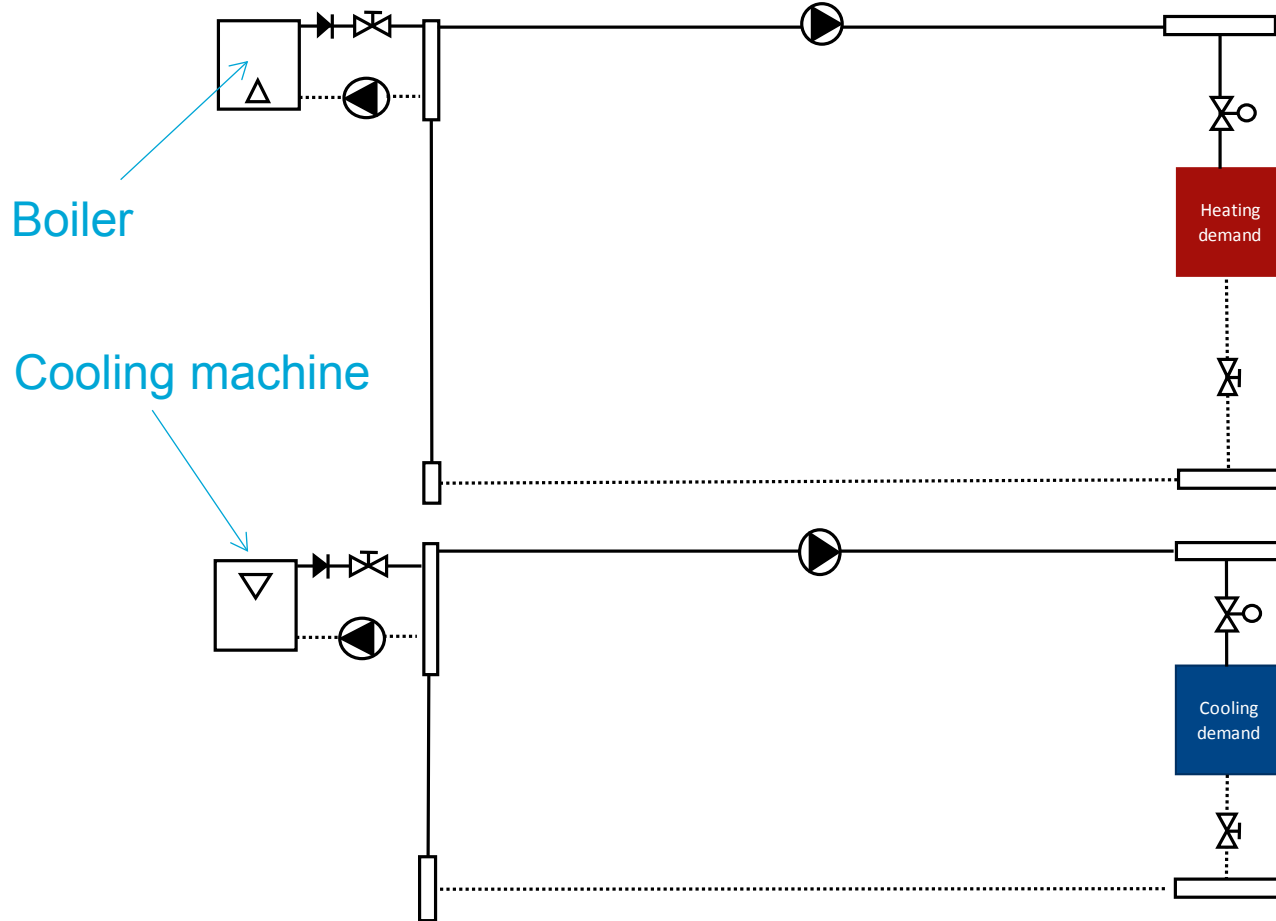 Boiler
Heating
demand
Cooling machine
Cooling
demand